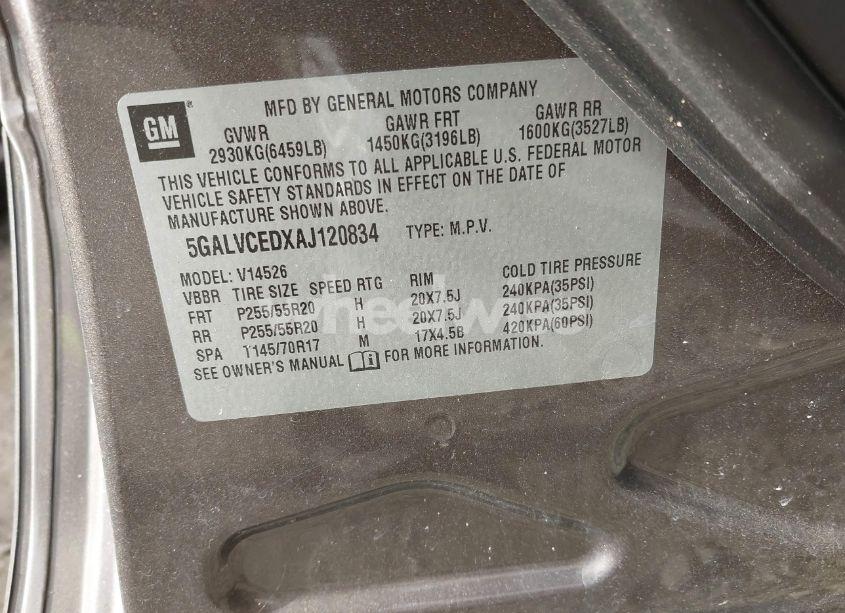 MFD BY GENERAL MOTORS COMPANY
GM
GVWR GAWR FRT GAWR RR
2930KG(6459LB) 1450KG(3196LB) 1600KG(3527LB)
THIS VEHICLE CONFORMS TO ALL APPLICABLE U.S. FEDERAL MOTOR
VEHICLE SAFETY STANDARDS IN EFFECT ON THE DATE OF
MANUFACTURE SHOWN ABOVE.
5GALVCEDXAJ120834 TYPE: M.P.V.
MODEL: V14526
VBBR TIRE SIZE SPEED RTG RIM COLD TIRE PRESSURE
FRT P255/55R20 H 20X7.5J 240KPA(35PSI)
RR P255/55R20 H 20X7.5J 240KPA(35PSI)
SPA T145/70R17 M 17X4.5B 420KPA(60PSI)
SEE OWNER'S MANUAL FOR MORE INFORMATION.